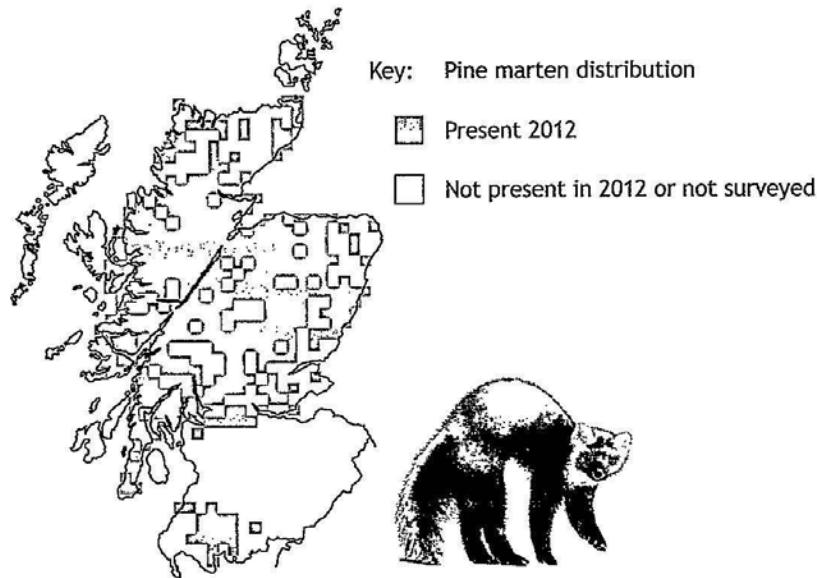 Key: Pine marten distribution
Present 2012
Not present in 2012 or not surveyed